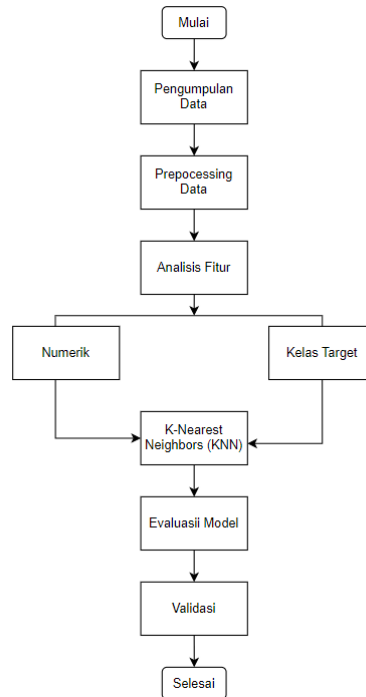 Mulai
Pengumpulan
Data
Prepocessing
Data
Analisis Fitur
Numerik
Kelas Target
K-Nearest
Neighbors (KNN)
Evaluasii Model
Validasi
Selesai